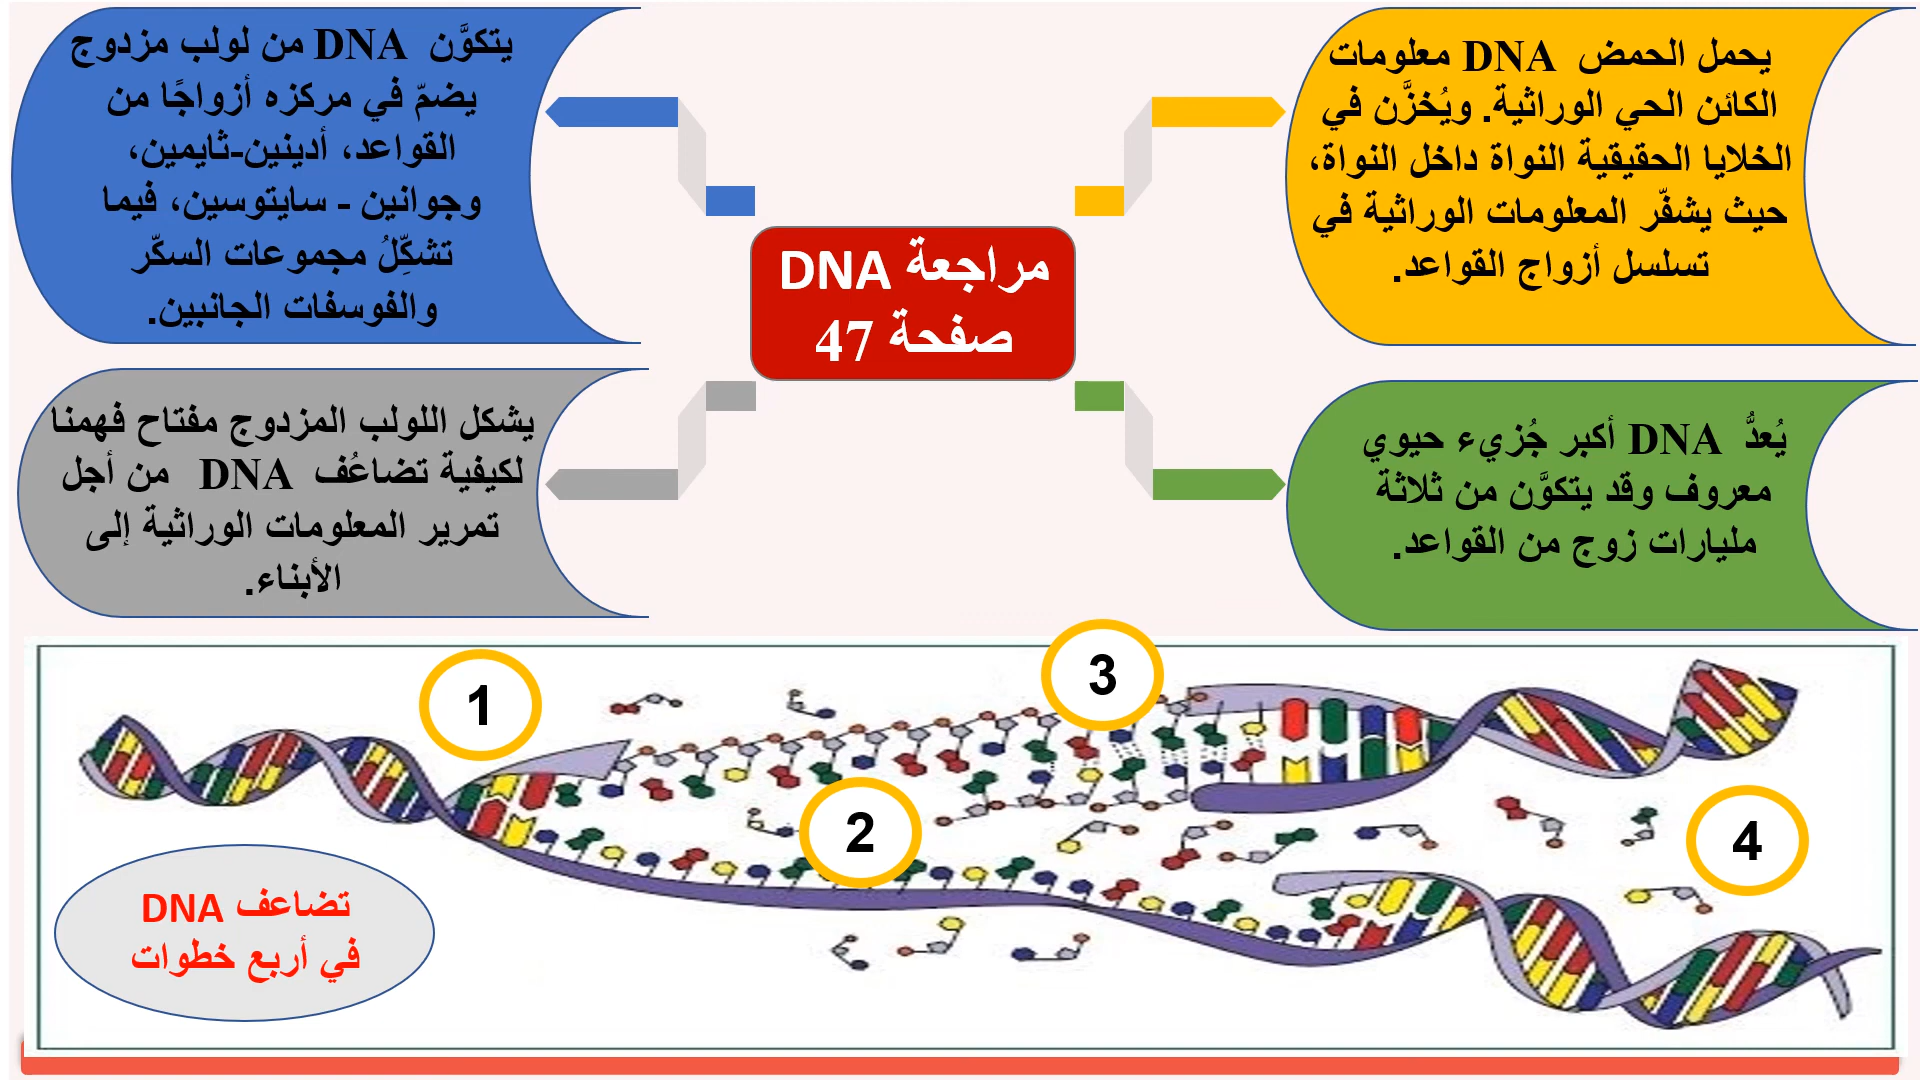 مراجعة DNA
صفحة 47
يحمل الحمض DNA معلومات
الكائن الحي الوراثية. ويُخزَّن في
الخلايا الحقيقية النواة داخل النواة،
حيث يشفّر المعلومات الوراثية في
تسلسل أزواج القواعد.
يتكوَّن DNA من لولب مزدوج
يضمّ في مركزه أزواجًا من
القواعد، أدينين-ثايمين،
وجوانين - سايتوسين، فيما
تشكِّلُ مجموعات السكّر
والفوسفات الجانبين.
يُعدُّ DNA أكبر جُزيء حيوي
معروف وقد يتكوَّن من ثلاثة
مليارات زوج من القواعد.
يشكل اللولب المزدوج مفتاح فهمنا
لكيفية تضاعُف DNA من أجل
تمرير المعلومات الوراثية إلى
الأبناء.
1
2
3
4
تضاعف DNA
في أربع خطوات